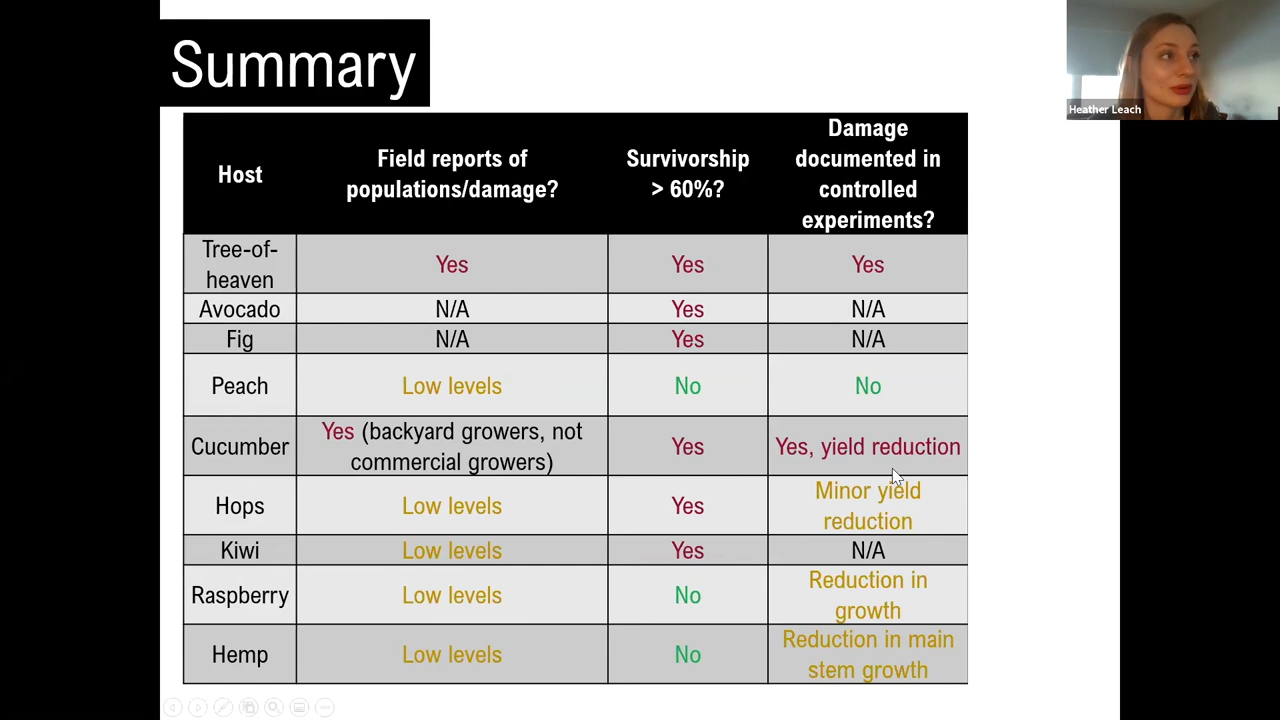 Summary
Heather Leach
Host
Field reports of
populations/damage?
Survivorship
> 60%?
Damage
documented in
controlled
experiments?
Tree-of-
heaven
Yes
Yes
Yes
Avocado
N/A
Yes
N/A
Fig
N/A
Yes
N/A
Peach
Low levels
No
No
Cucumber
Yes (backyard growers, not
commercial growers)
Yes
Yes, yield reduction
Hops
Low levels
Yes
Minor yield
reduction
Kiwi
Low levels
Yes
N/A
Raspberry
Low levels
No
Reduction in
growth
Hemp
Low levels
No
Reduction in main
stem growth